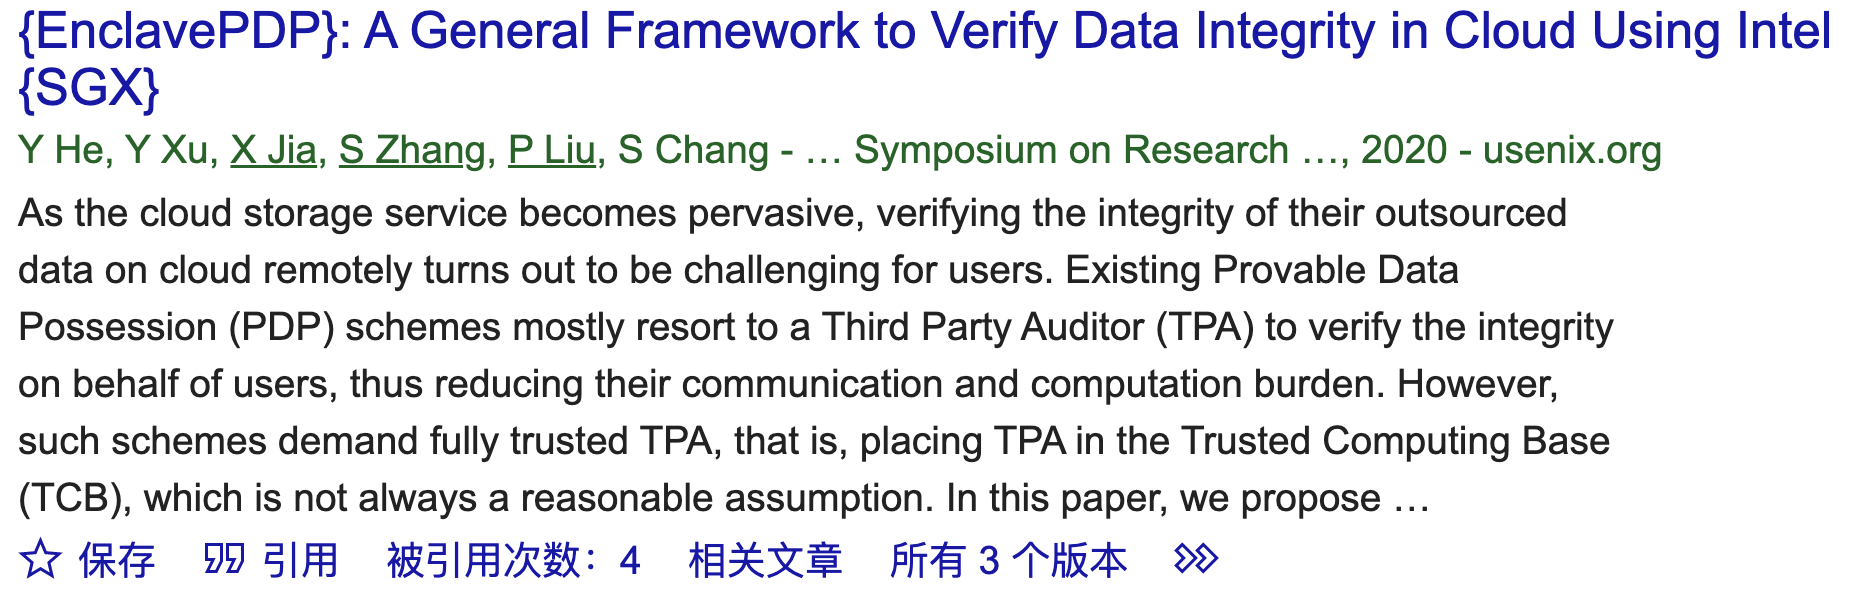 {EnclavePDP}: A General Framework to Verify Data Integrity in Cloud Using Intel
{SGX}
Y He, Y Xu, X Jia, S Zhang, P Liu, S Chang - … Symposium on Research …, 2020 - usenix.org
As the cloud storage service becomes pervasive, verifying the integrity of their outsourced
data on cloud remotely turns out to be challenging for users. Existing Provable Data
Possession (PDP) schemes mostly resort to a Third Party Auditor (TPA) to verify the integrity
on behalf of users, thus reducing their communication and computation burden. However,
such schemes demand fully trusted TPA, that is, placing TPA in the Trusted Computing Base
(TCB), which is not always a reasonable assumption. In this paper, we propose …
保存 引用 被引用次数：4 相关文章 所有 3 个版本